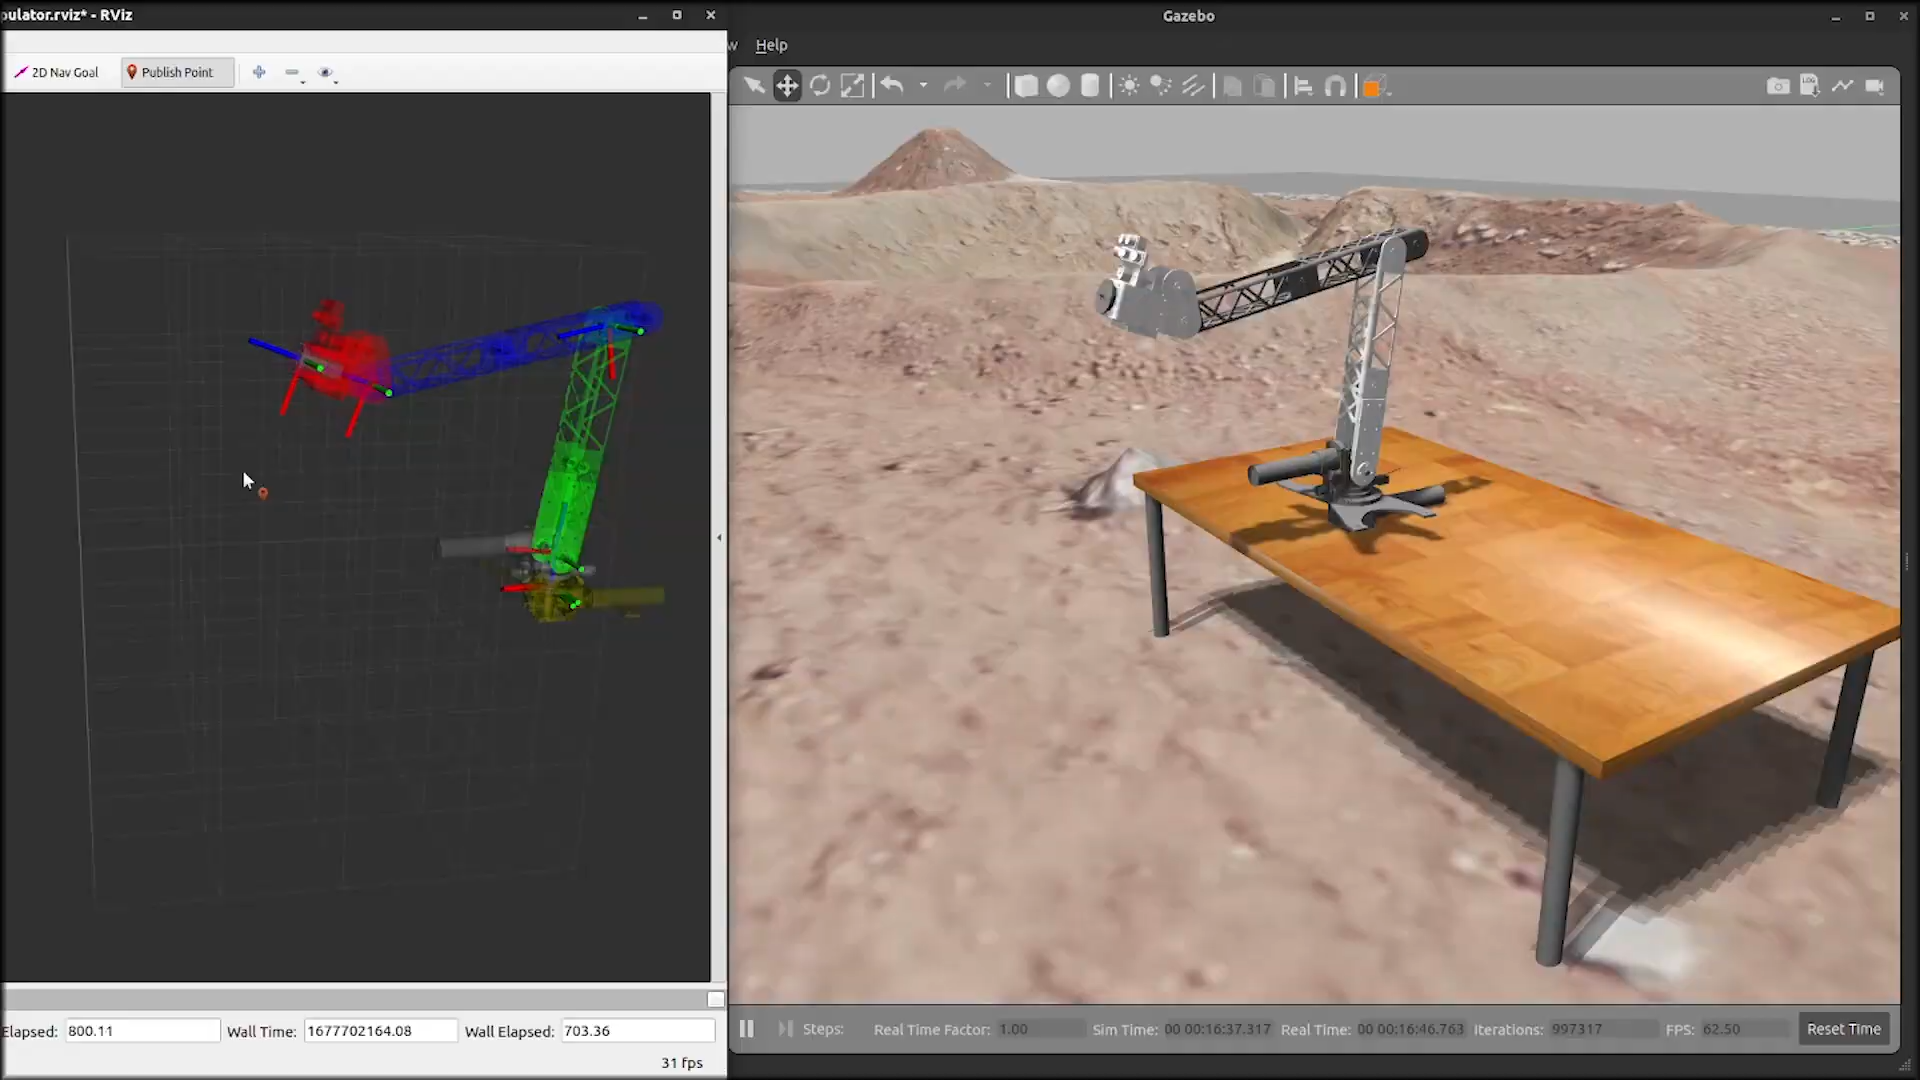 pulator.rviz* - RViz
Gazebo
w Help
2D Nav Goal Publish Point
LOG
Elapsed: 800.11 Wall Time: 1677702164.08 Wall Elapsed: 703.36
31 fps
Steps: Real Time Factor: 1.00 Sim Time: 00 00:16:37.317 Real Time: 00 00:16:46.763 Iterations: 997317 FPS: 62.50 Reset Time